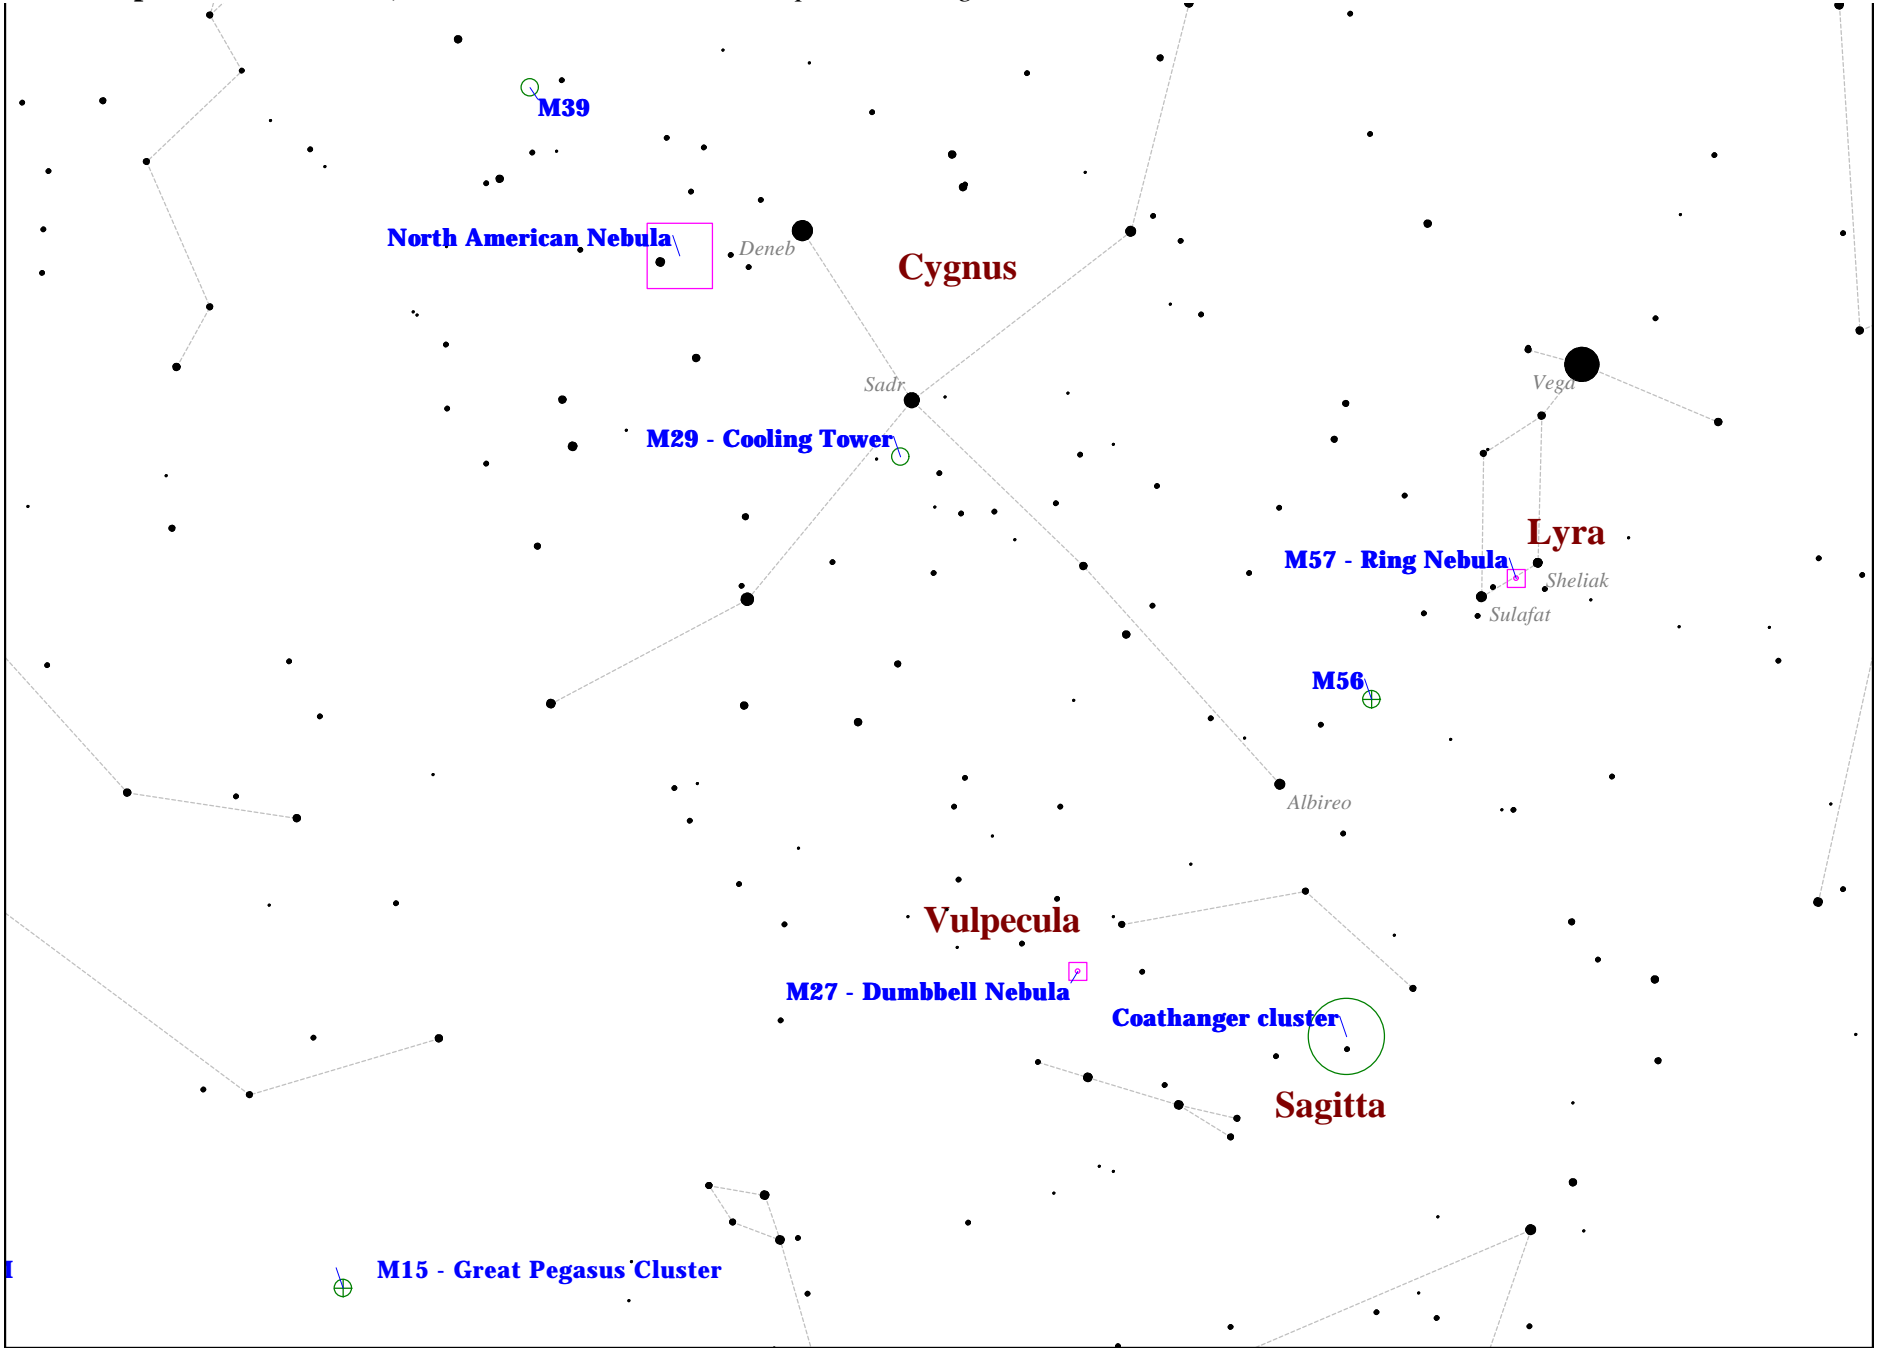 M39
North American Nebula
Deneb
Cygnus
Sadr
Vega
M29 - Cooling Tower
Lyra
M57 - Ring Nebula
Sheliak
Sulafat
M56
Albireo
Vulpecula
M27 - Dumbbell Nebula
Coathanger cluster
Sagitta
M15 - Great Pegasus Cluster